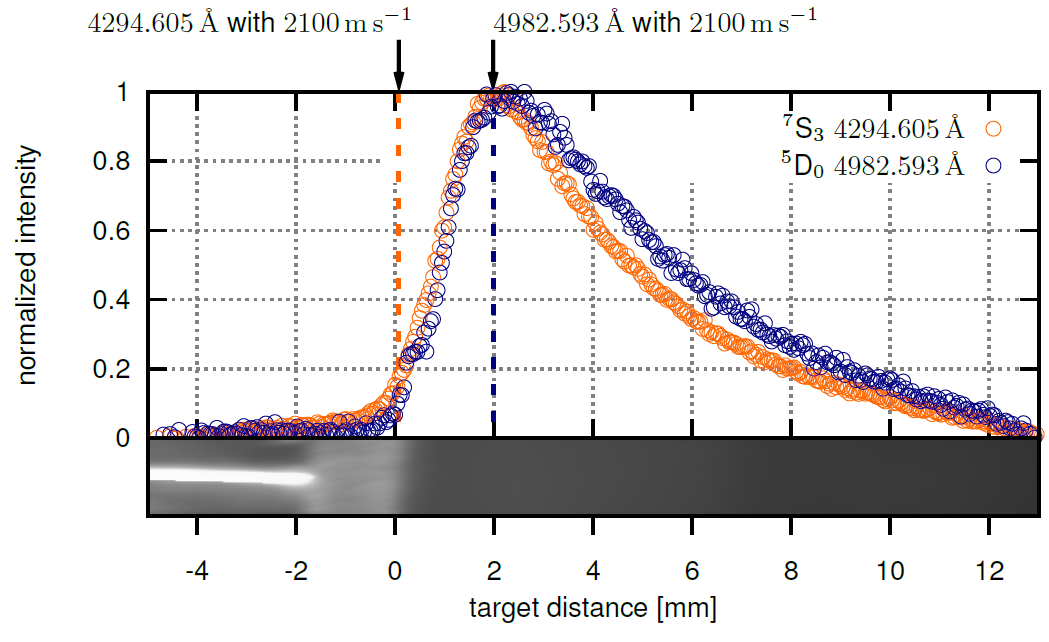 4294.605 Å with 2100 m s⁻¹ 4982.593 Å with 2100 m s⁻¹
1
⁷S₃ 4294.605 Å
⁵D₀ 4982.593 Å
0.8
0.6
0.4
0.2
0
normalized intensity
-4 -2 0 2 4 6 8 10 12
target distance [mm]